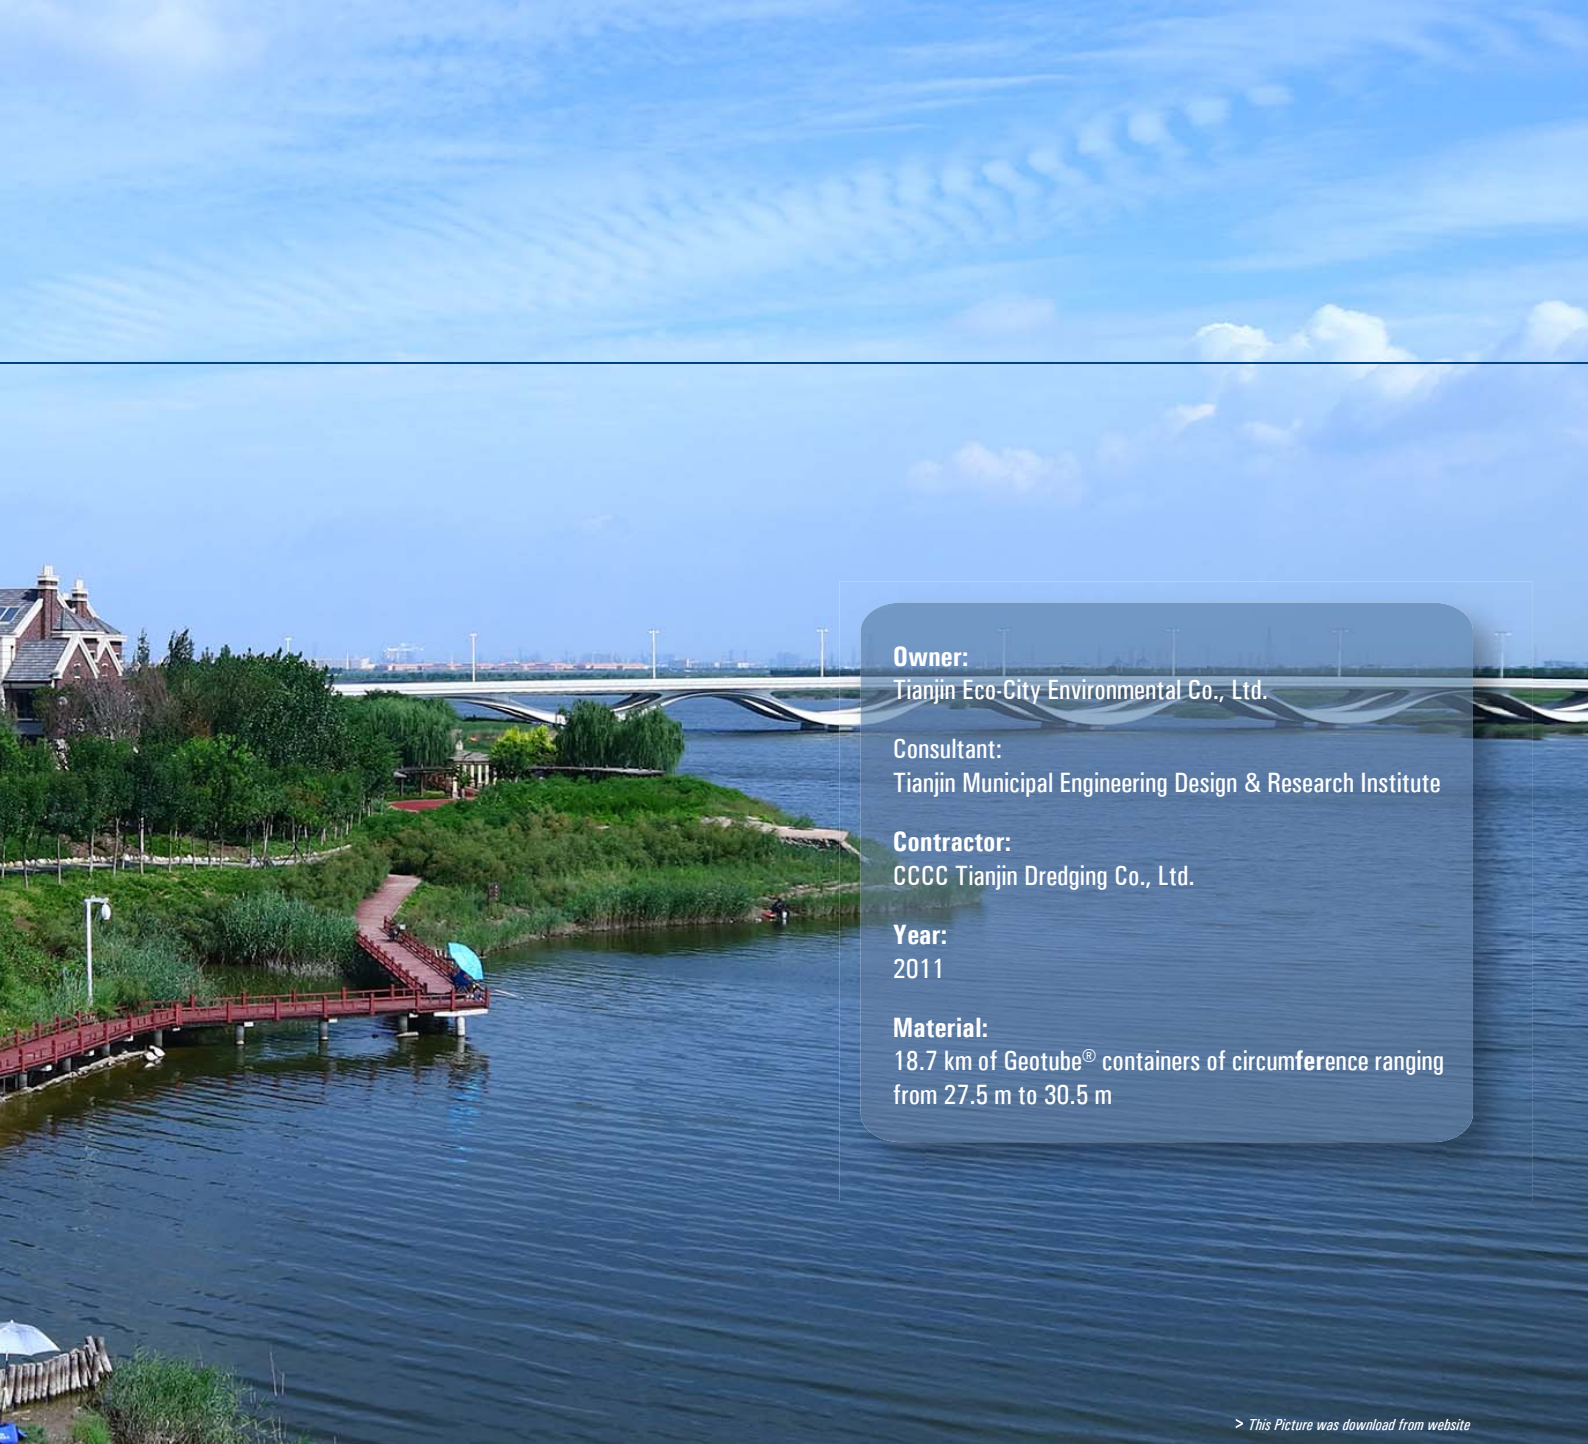 Owner:
Tianjin Eco-City Environmental Co., Ltd.
Consultant:
Tianjin Municipal Engineering Design & Research Institute
Contractor:
CCCC Tianjin Dredging Co., Ltd.
Year:
2011
Material:
18.7 km of Geotube® containers of circumference ranging
from 27.5 m to 30.5 m
> This Picture was download from website